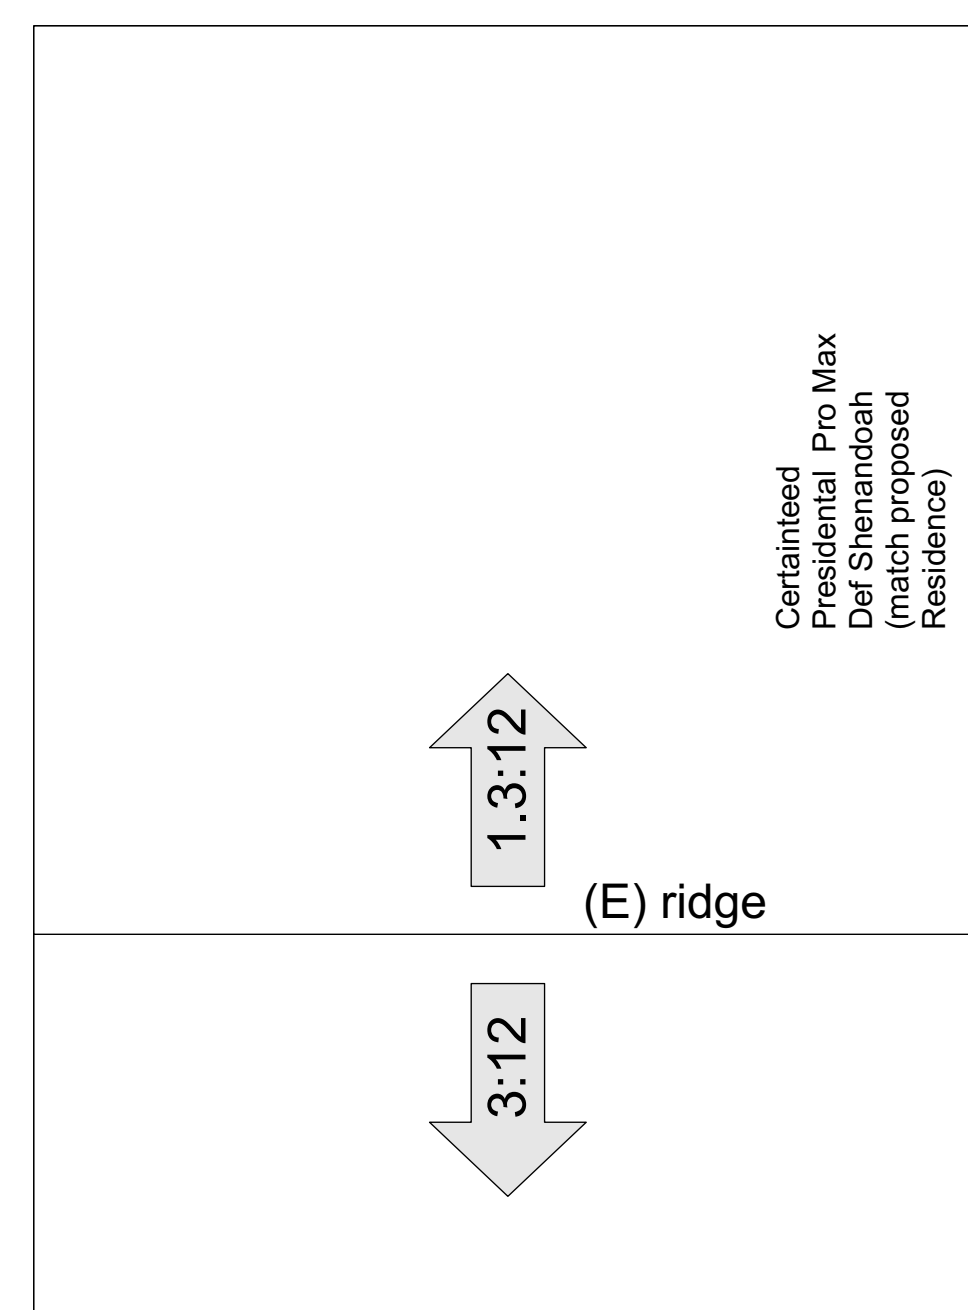 Certainteed
Presidental Pro Max
Def Shenandoah
(match proposed
Residence)
1.3:12
(E) ridge
3:12